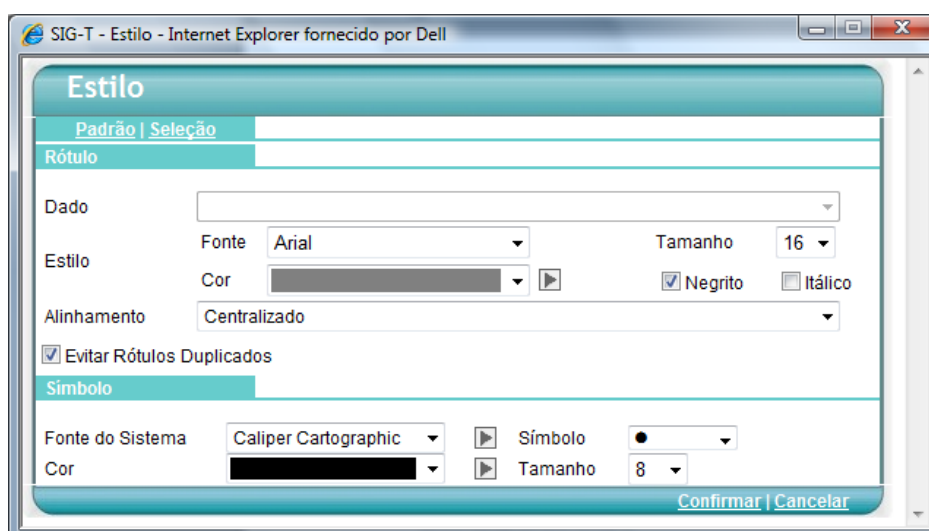 SIG-T - Estilo - Internet Explorer fornecido por Dell
Estilo
Padrão | Seleção
Rótulo
Dado
Estilo Fonte Arial Tamanho 16
Cor Negrito Itálico
Alinhamento Centralizado
Evitar Rótulos Duplicados
Símbolo
Fonte do Sistema Caliper Cartographic Símbolo
Cor Tamanho 8
Confirmar | Cancelar